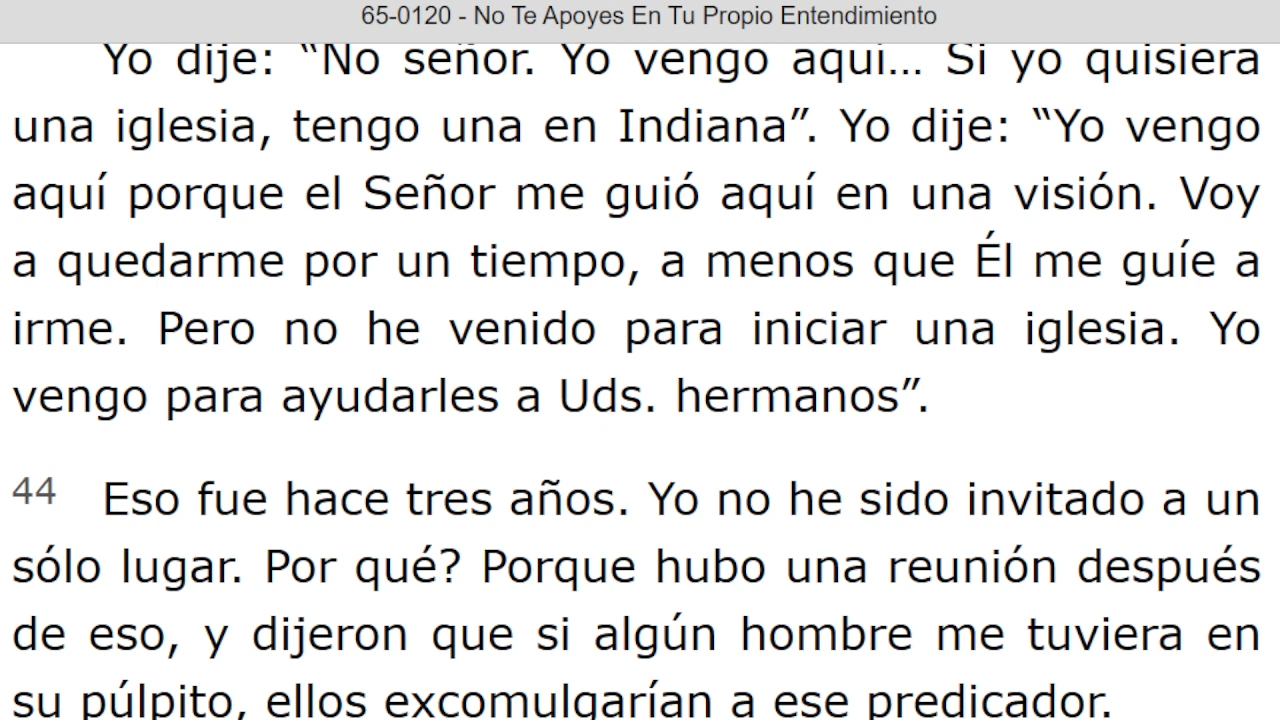 65-0120 - No Te Apoyes En Tu Propio Entendimiento
Yo dije: “No señor. Yo vengo aquí… Si yo quisiera
una iglesia, tengo una en Indiana”. Yo dije: “Yo vengo
aquí porque el Señor me guió aquí en una visión. Voy
a quedarme por un tiempo, a menos que Él me guíe a
irme. Pero no he venido para iniciar una iglesia. Yo
vengo para ayudarles a Uds. hermanos”.
44 Eso fue hace tres años. Yo no he sido invitado a un
sólo lugar. Por qué? Porque hubo una reunión después
de eso, y dijeron que si algún hombre me tuviera en
su púlpito, ellos excomulgarían a ese predicador.